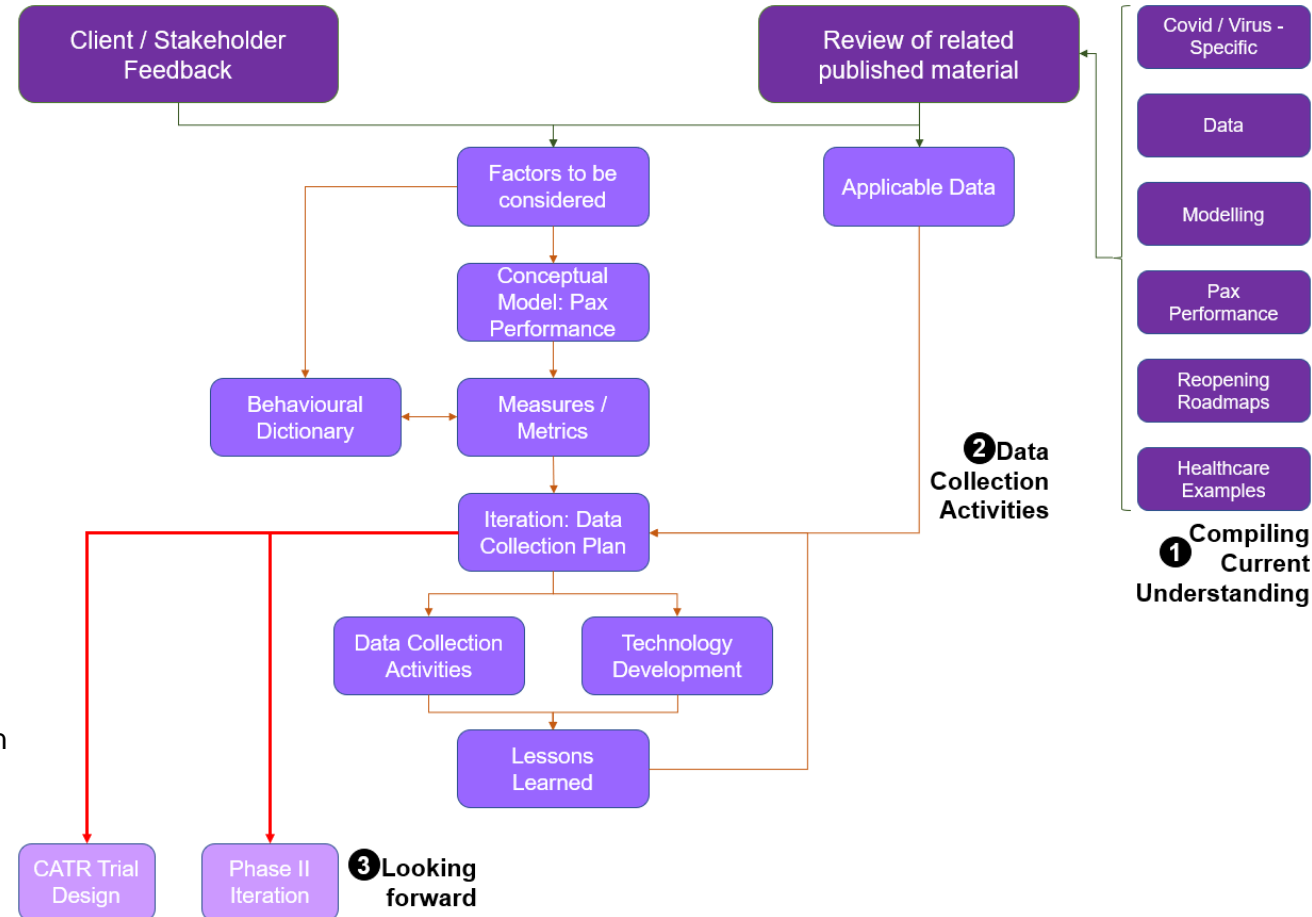 Client / Stakeholder
Feedback
Review of related
published material
Covid / Virus -
Specific
Data
Modelling
Pax
Performance
Reopening
Roadmaps
Healthcare
Examples
1 Compiling
Current
Understanding
Factors to be
considered
Applicable Data
Conceptual
Model: Pax
Performance
Behavioural
Dictionary
Measures /
Metrics
2 Data
Collection
Activities
Iteration: Data
Collection Plan
Data Collection
Activities
Technology
Development
Lessons
Learned
n
CATR Trial
Design
Phase II
Iteration
3 Looking
forward